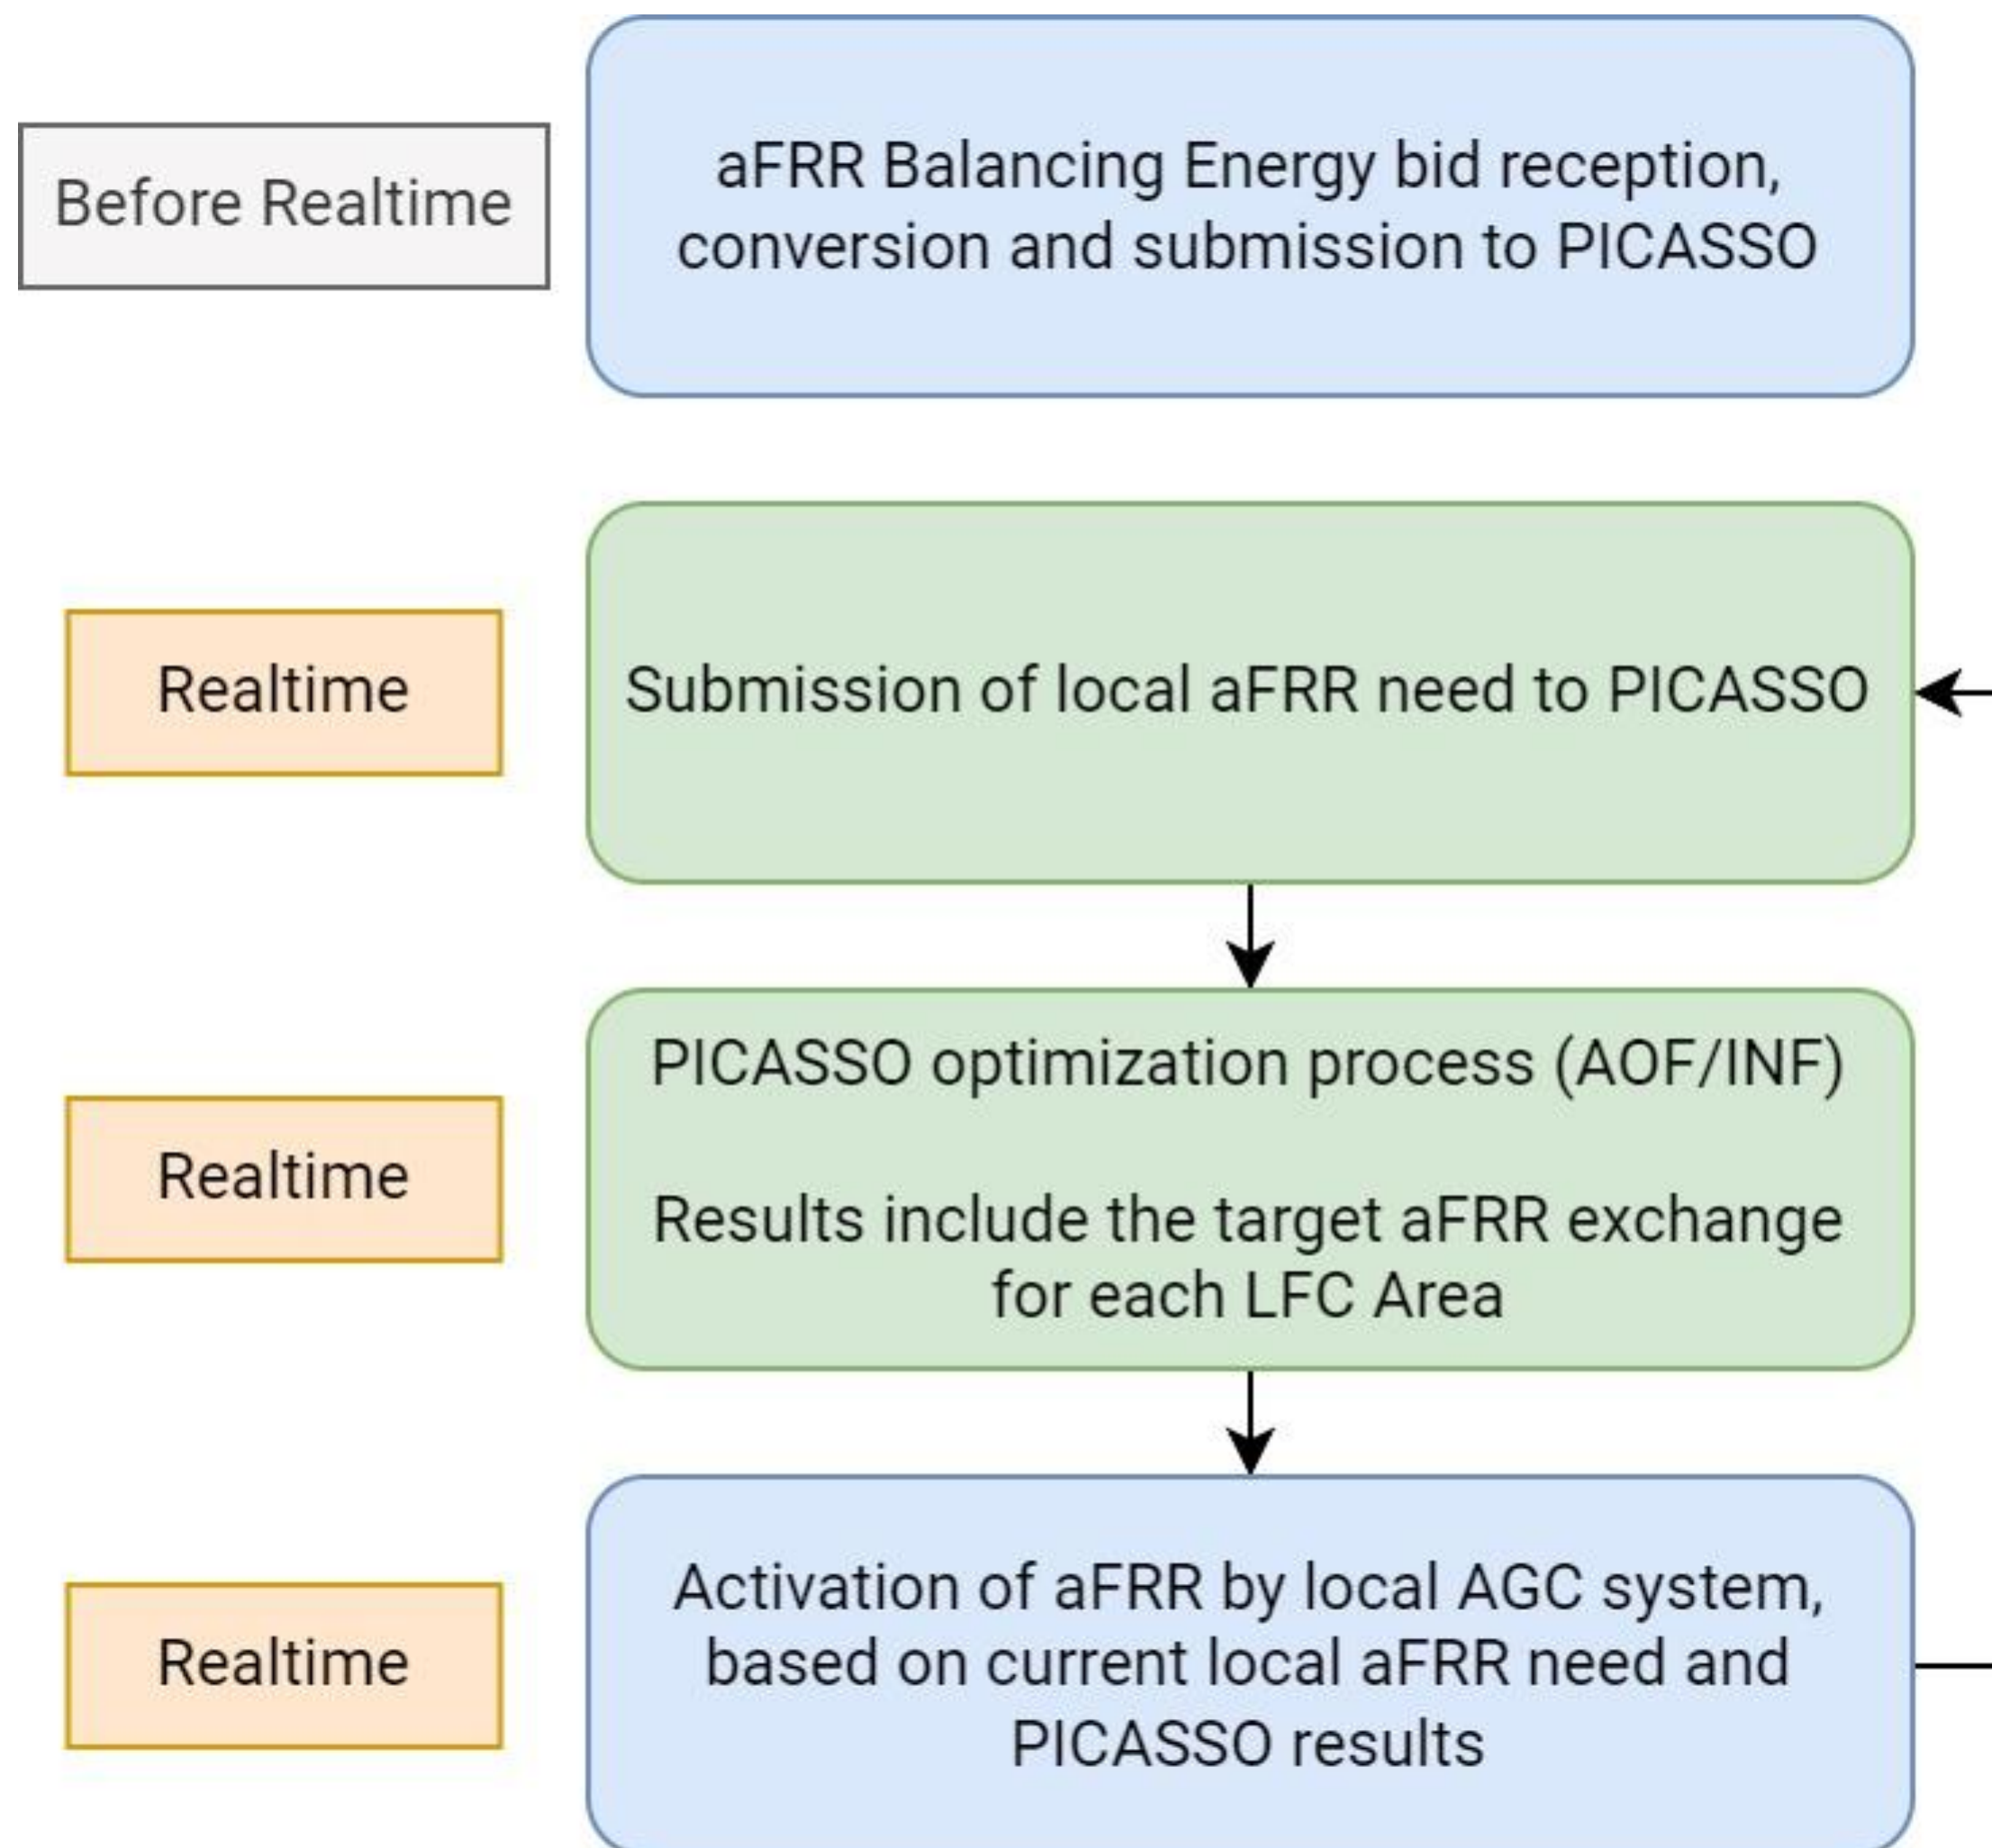 Before Realtime
aFRR Balancing Energy bid reception,
conversion and submission to PICASSO
Realtime
Submission of local aFRR need to PICASSO
Realtime
PICASSO optimization process (AOF/INF)
Results include the target aFRR exchange
for each LFC Area
Realtime
Activation of aFRR by local AGC system,
based on current local aFRR need and
PICASSO results